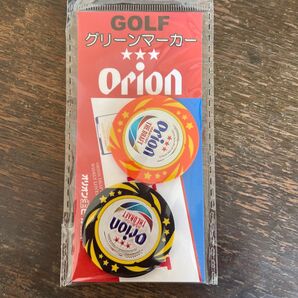 GOLF
グリーンマーカー
Orion
Orion
THE DRAFT
Orion
THE DRAFT